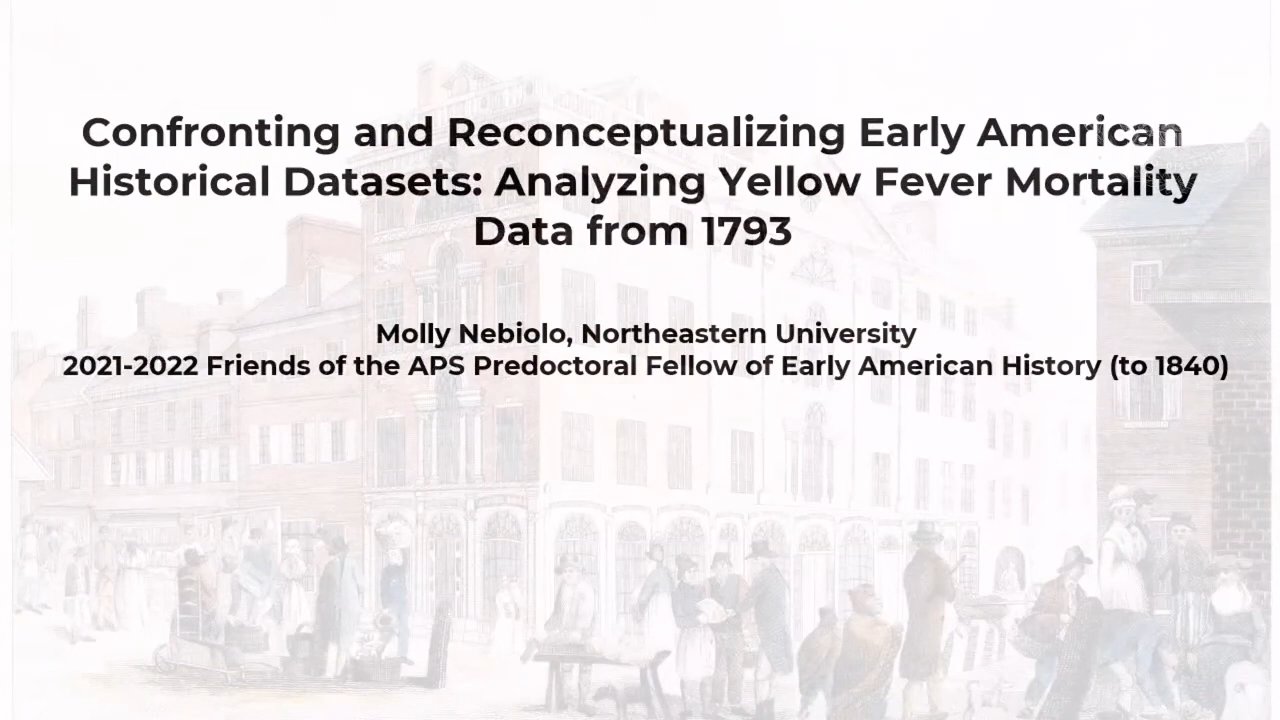 Confronting and Reconceptualizing Early American
Historical Datasets: Analyzing Yellow Fever Mortality
Data from 1793
Molly Nebiolo, Northeastern University
2021-2022 Friends of the APS Predoctoral Fellow of Early American History (to 1840)